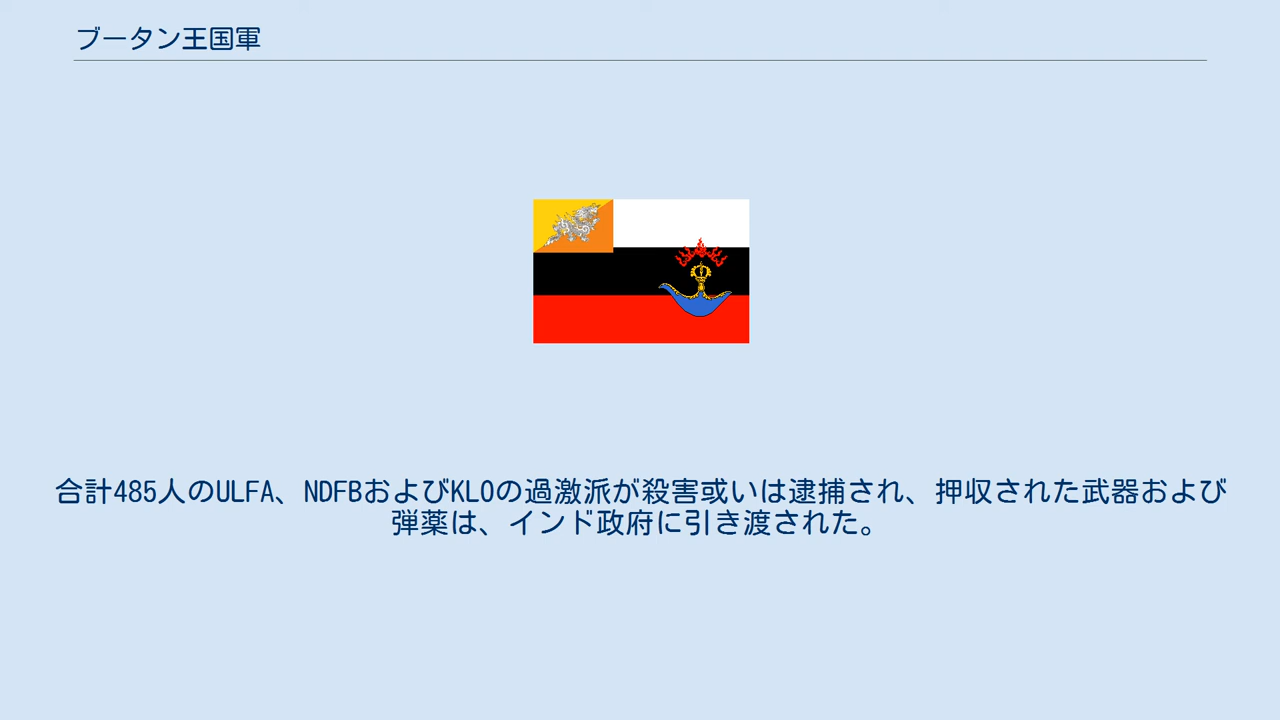 ブータン王国軍
合計485人のULFA、NDFBおよびKLOの過激派が殺害或いは逮捕され、押収された武器および
弾薬は、インド政府に引き渡された。